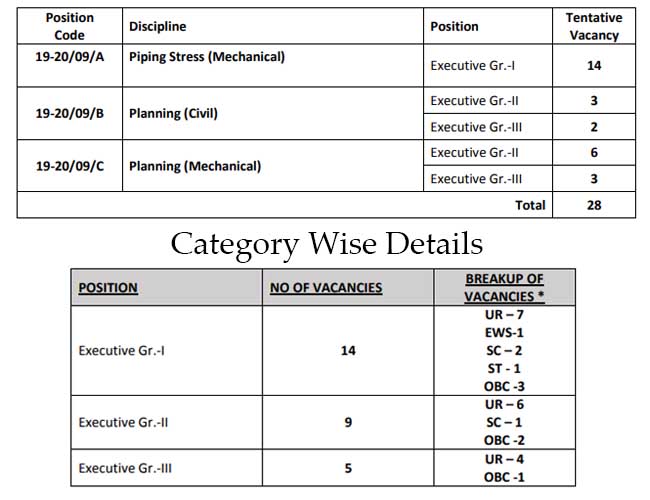 Position Code | Discipline | Position | Tentative Vacancy
19-20/09/A | Piping Stress (Mechanical) | Executive Gr.-I | 14
19-20/09/B | Planning (Civil) | Executive Gr.-II | 3
Executive Gr.-III | 2
19-20/09/C | Planning (Mechanical) | Executive Gr.-II | 6
Executive Gr.-III | 3
Total | 28
Category Wise Details
POSITION | NO OF VACANCIES | BREAKUP OF VACANCIES *
Executive Gr.-I | 14 | UR – 7
EWS-1
SC – 2
ST - 1
OBC -3
Executive Gr.-II | 9 | UR – 6
SC – 1
OBC -2
Executive Gr.-III | 5 | UR – 4
OBC -1